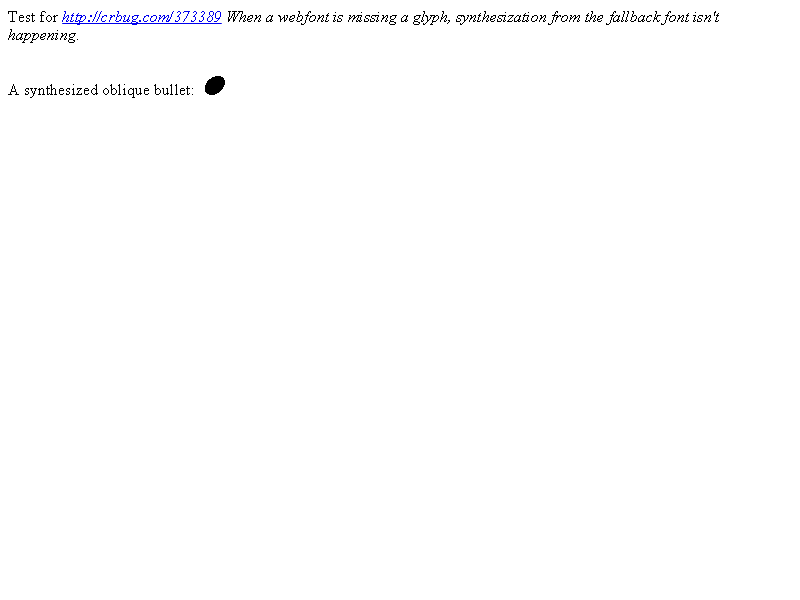 Test for http://crbug.com/373389 When a webfont is missing a glyph, synthesization from the fallback font isn't
happening.
A synthesized oblique bullet: •